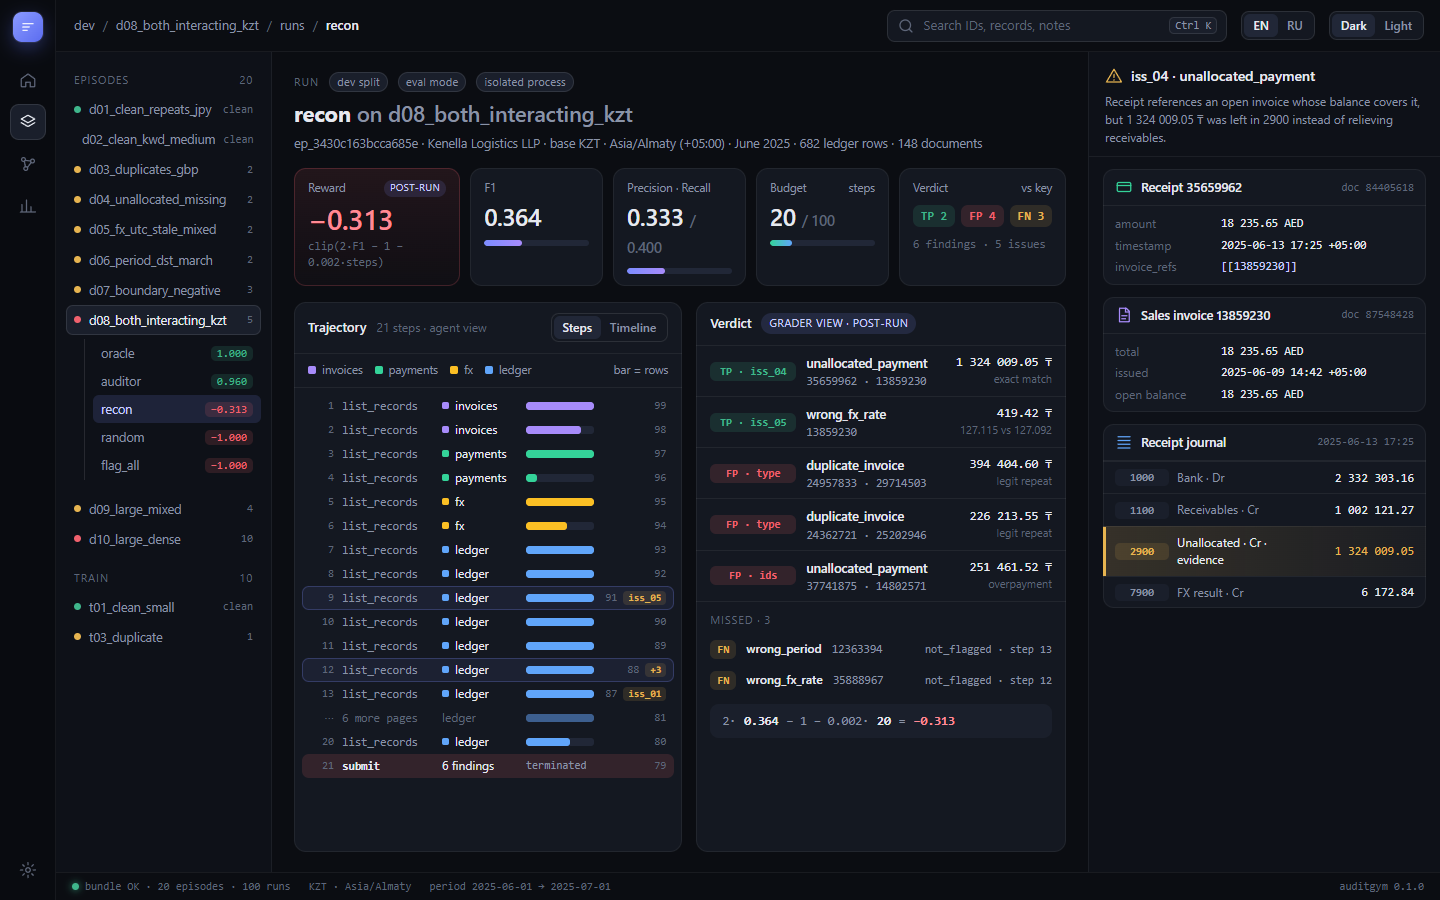 dev / d08_both_interacting_kzt / runs / recon
Search IDs, records, notes
Ctrl K
EN RU
Dark Light
EPISODES 20
d01_clean_repeats_jpy clean
d02_clean_kwd_medium clean
d03_duplicates_gbp 2
d04_unallocated_missing 2
d05_fx_utc_stale_mixed 2
d06_period_dst_march 2
d07_boundary_negative 3
d08_both_interacting_kzt 5
oracle 1.000
auditor 0.960
recon −0.313
random −1.000
flag_all −1.000
d09_large_mixed 4
d10_large_dense 10
TRAIN 10
t01_clean_small clean
t03_duplicate 1
RUN dev split eval mode isolated process
recon on d08_both_interacting_kzt
ep_3430c163bcca685e · Kenella Logistics LLP · base KZT · Asia/Almaty (+05:00) · June 2025 · 682 ledger rows · 148 documents
Reward POST-RUN
−0.313
clip(2·F1 − 1 −
0.002·steps)
F1
0.364
Precision · Recall
0.333 /
0.400
Budget steps
20 / 100
Verdict vs key
TP 2 FP 4 FN 3
6 findings · 5 issues
Trajectory 21 steps · agent view
Steps Timeline
invoices payments fx ledger bar = rows
1 list_records invoices 99
2 list_records invoices 98
3 list_records payments 97
4 list_records payments 96
5 list_records fx 95
6 list_records fx 94
7 list_records ledger 93
8 list_records ledger 92
9 list_records ledger 91 iss_05
10 list_records ledger 90
11 list_records ledger 89
12 list_records ledger 88 +3
13 list_records ledger 87 iss_01
··· 6 more pages ledger 81
20 list_records ledger 80
21 submit 6 findings terminated 79
Verdict GRADER VIEW · POST-RUN
TP · iss_04 unallocated_payment 1 324 009.05 ₸
35659962 · 13859230 exact match
TP · iss_05 wrong_fx_rate 419.42 ₸
13859230 127.115 vs 127.092
FP · type duplicate_invoice 394 404.60 ₸
24957833 · 29714503 legit repeat
FP · type duplicate_invoice 226 213.55 ₸
24362721 · 25202946 legit repeat
FP · ids unallocated_payment 251 461.52 ₸
37741875 · 14802571 overpayment
MISSED · 3
FN wrong_period 12363394 not_flagged · step 13
FN wrong_fx_rate 35888967 not_flagged · step 12
2· 0.364 − 1 − 0.002· 20 = −0.313
iss_04 · unallocated_payment
Receipt references an open invoice whose balance covers it,
but 1 324 009.05 ₸ was left in 2900 instead of relieving
receivables.
Receipt 35659962 doc 84405618
amount 18 235.65 AED
timestamp 2025-06-13 17:25 +05:00
invoice_refs [[13859230]]
Sales invoice 13859230 doc 87548428
total 18 235.65 AED
issued 2025-06-09 14:42 +05:00
open balance 18 235.65 AED
Receipt journal 2025-06-13 17:25
1000 Bank · Dr 2 332 303.16
1100 Receivables · Cr 1 002 121.27
2900 Unallocated · Cr ·
evidence 1 324 009.05
7900 FX result · Cr 6 172.84
bundle OK · 20 episodes · 100 runs KZT · Asia/Almaty period 2025-06-01 → 2025-07-01
auditgym 0.1.0